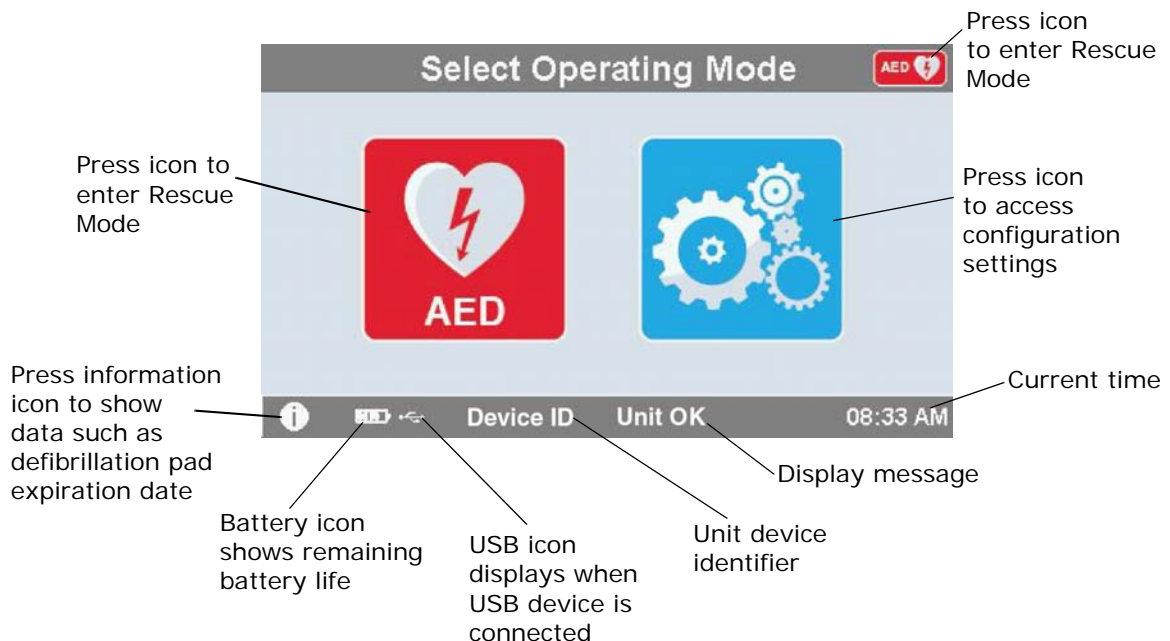 Press icon
to enter Rescue
Mode
Select Operating Mode
AED
Press icon to
enter Rescue
Mode
AED
Press icon
to access
configuration
settings
Press information
icon to show
data such as
defibrillation pad
expiration date
i
Device ID
Unit OK
08:33 AM
Current time
Display message
Battery icon
shows remaining
battery life
USB icon
displays when
USB device is
connected
Unit device
identifier